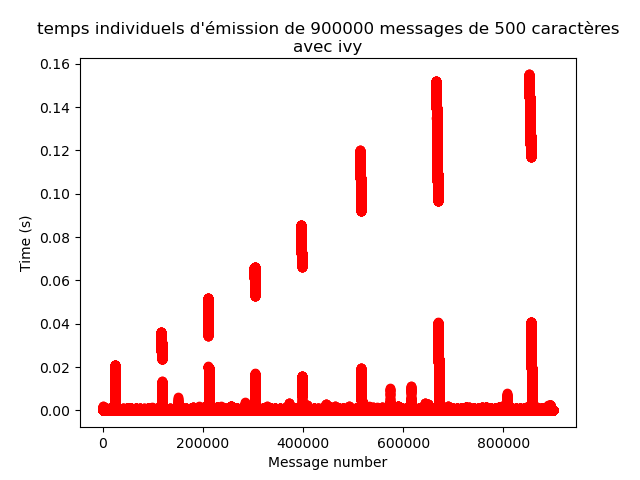 temps individuels d'émission de 900000 messages de 500 caractères
avec ivy
0.16
0.14
0.12
0.10
0.08
0.06
0.04
0.02
0.00
Time (s)
0 200000 400000 600000 800000
Message number